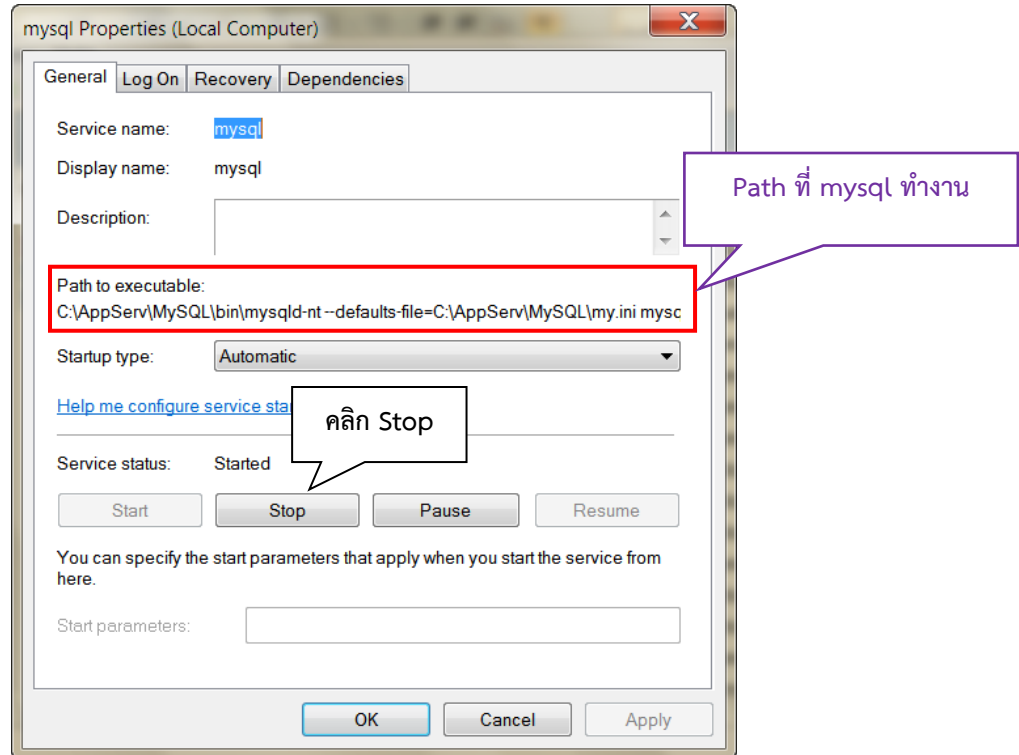 mysql Properties (Local Computer)
General Log On Recovery Dependencies
Service name: mysql
Display name: mysql
Description:
Path ที่ mysql ทำงาน
Path to executable:
C:\AppServ\MySQL\bin\mysqld-nt --defaults-file=C:\AppServ\MySQL\my.ini mysc
Startup type: Automatic
Help me configure service sta
คลิก Stop
Service status: Started
Start Stop Pause Resume
You can specify the start parameters that apply when you start the service from
here.
Start parameters:
OK Cancel Apply